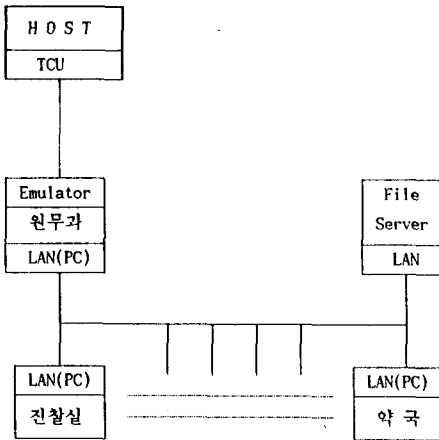 H O S T
TCU
Emulator
원무과
LAN(PC)
File
Server
LAN
LAN(PC)
진찰실
LAN(PC)
약 국